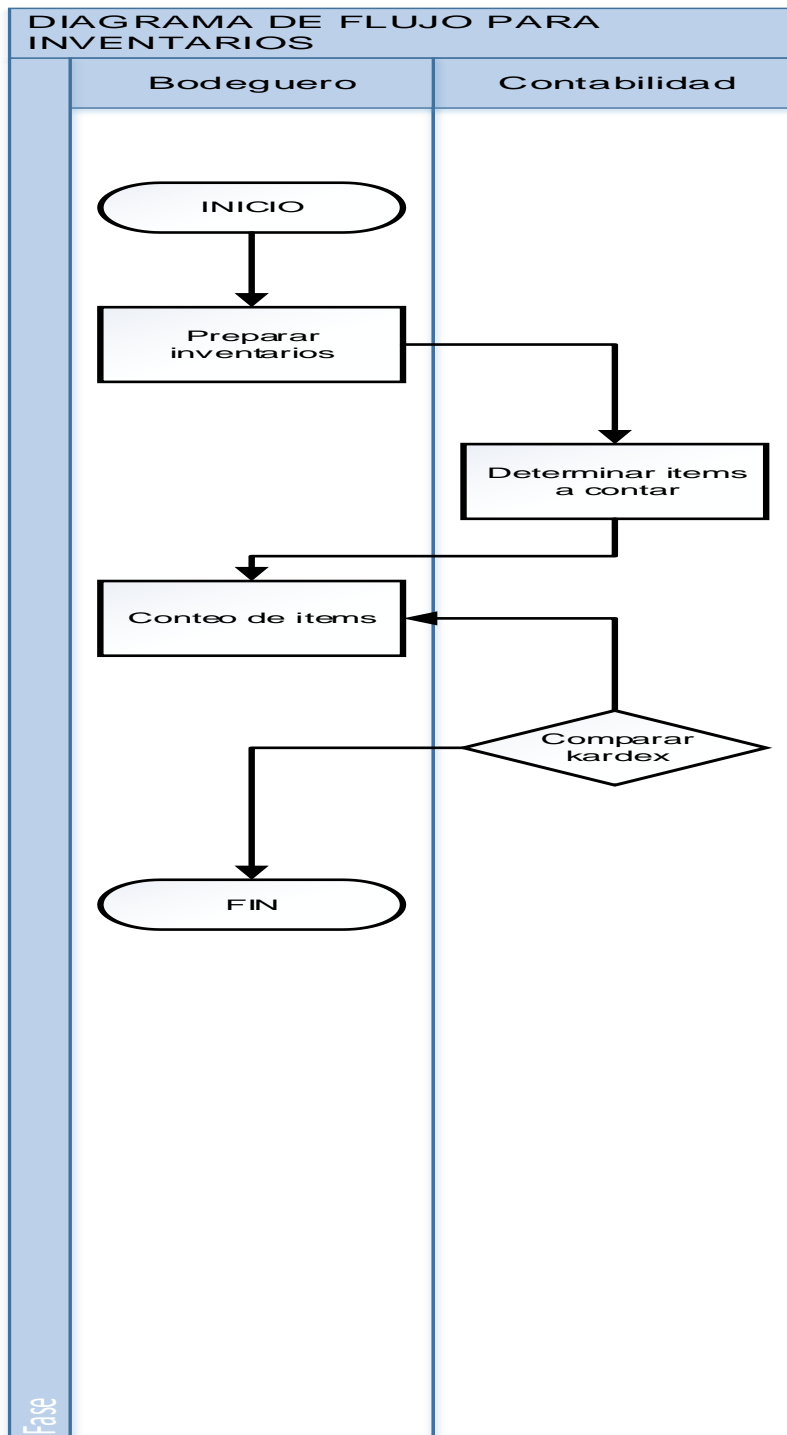 DIAGRAMA DE FLUJO PARA
INVENTARIOS
Bodeguero
Contabilidad
INICIO
Preparar
inventarios
Determinar items
a contar
Conteo de items
Comparar
kardex
FIN
Fase